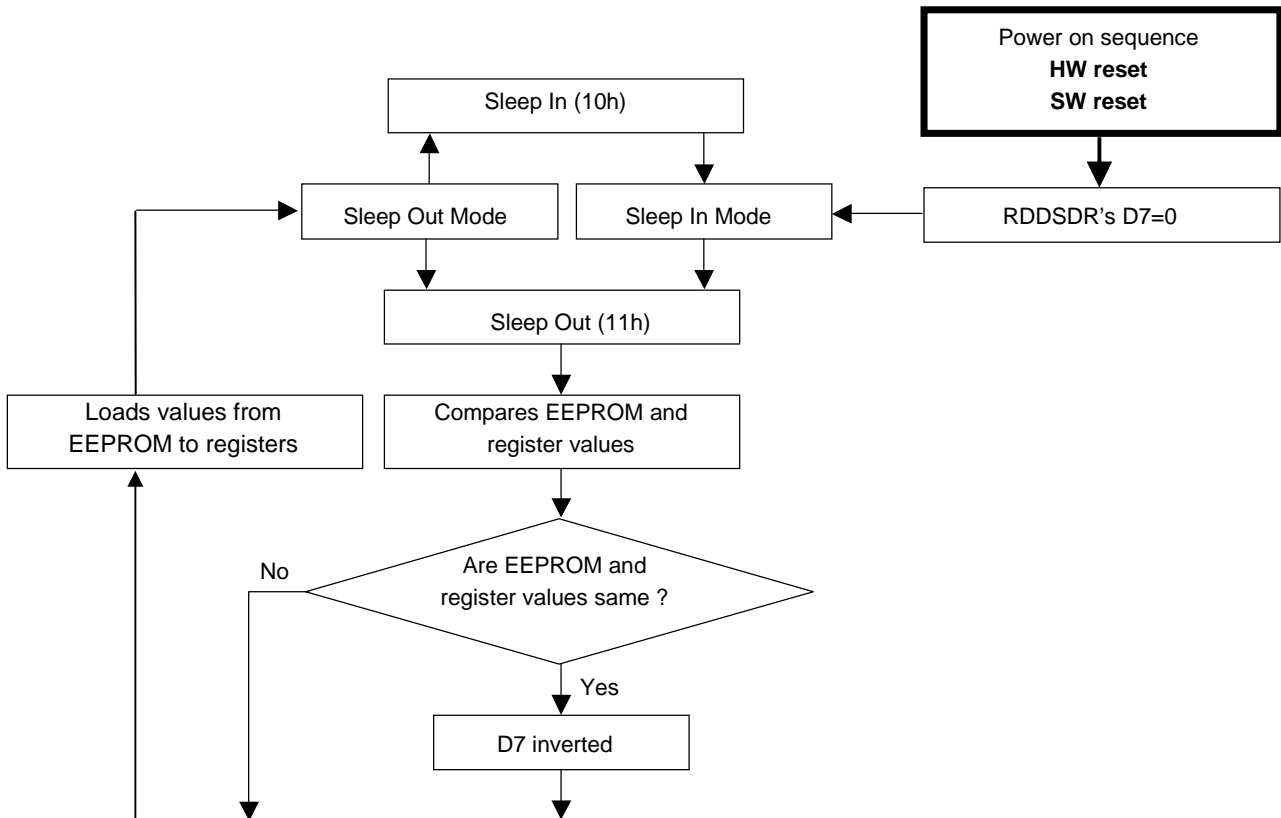 Power on sequence
HW reset
SW reset
Sleep In (10h)
Sleep Out Mode
Sleep In Mode
RDDSDR's D7=0
Sleep Out (11h)
Loads values from
EEPROM to registers
Compares EEPROM and
register values
No
Are EEPROM and
register values same ?
Yes
D7 inverted